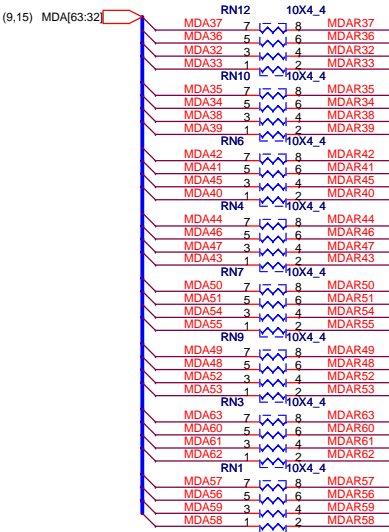 RN12 10X4_4
(9,15) MDA[63:32]
MDA37 7 8 MDAR37
MDA36 5 6 MDAR36
MDA32 3 4 MDAR32
MDA33 1 2 MDAR33
RN10 10X4_4
MDA35 7 8 MDAR35
MDA34 5 6 MDAR34
MDA38 3 4 MDAR38
MDA39 1 2 MDAR39
RN6 10X4_4
MDA42 7 8 MDAR42
MDA41 5 6 MDAR41
MDA45 3 4 MDAR45
MDA40 1 2 MDAR40
RN4 10X4_4
MDA44 7 8 MDAR44
MDA46 5 6 MDAR46
MDA47 3 4 MDAR47
MDA43 1 2 MDAR43
RN7 10X4_4
MDA50 7 8 MDAR50
MDA51 5 6 MDAR51
MDA54 3 4 MDAR54
MDA55 1 2 MDAR55
RN9 10X4_4
MDA49 7 8 MDAR49
MDA48 5 6 MDAR48
MDA52 3 4 MDAR52
MDA53 1 2 MDAR53
RN3 10X4_4
MDA63 7 8 MDAR63
MDA60 5 6 MDAR60
MDA61 3 4 MDAR61
MDA62 1 2 MDAR62
RN1 10X4_4
MDA57 7 8 MDAR57
MDA56 5 6 MDAR56
MDA59 3 4 MDAR59
MDA58 1 2 MDAR58